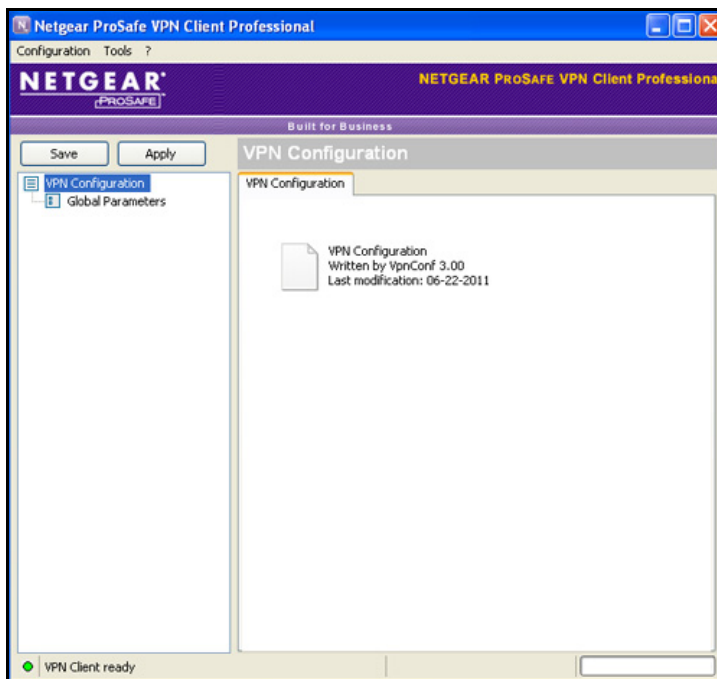 Netgear ProSafe VPN Client Professional
Configuration Tools ?
NETGEAR
PROSAFE
NETGEAR PROSAFE VPN Client Professional
Built for Business
Save Apply
VPN Configuration
VPN Configuration
Global Parameters
VPN Configuration
VPN Configuration
Written by VpnConf 3.00
Last modification: 06-22-2011
VPN Client ready